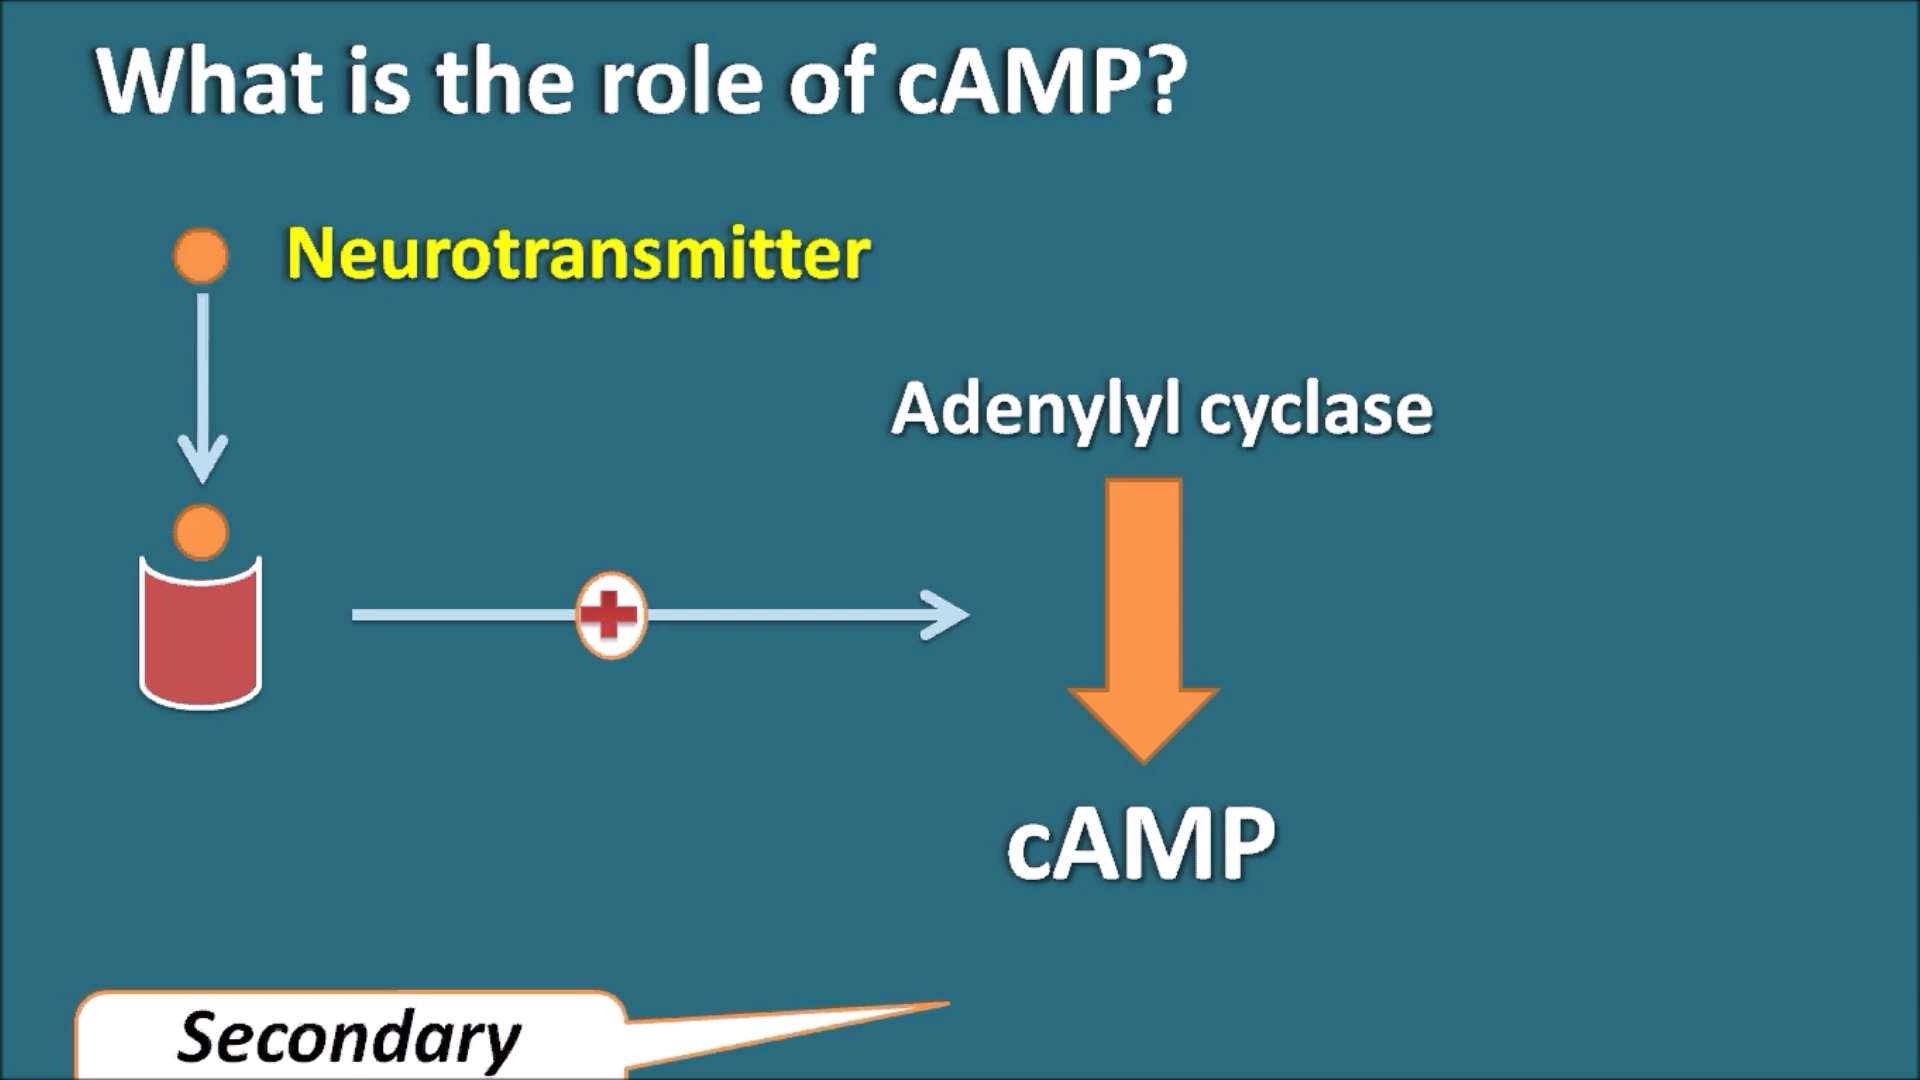 What is the role of cAMP?
Neurotransmitter
Adenylyl cyclase
cAMP
Secondary